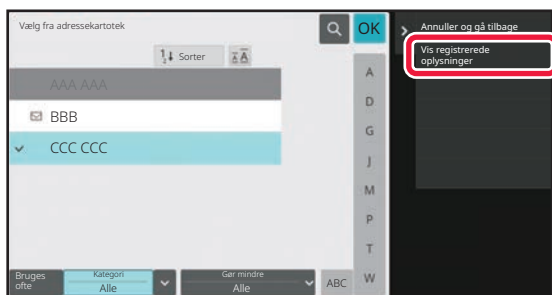 Vælg fra adressekartotek
OK
Annuller og gå tilbage
Vis registrerede
oplysninger
Sorter
AAA AAA
BBB
CCC CCC
A
D
G
J
M
P
T
W
Bruges
ofte
Kategori
Alle
Gør mindre
Alle
ABC